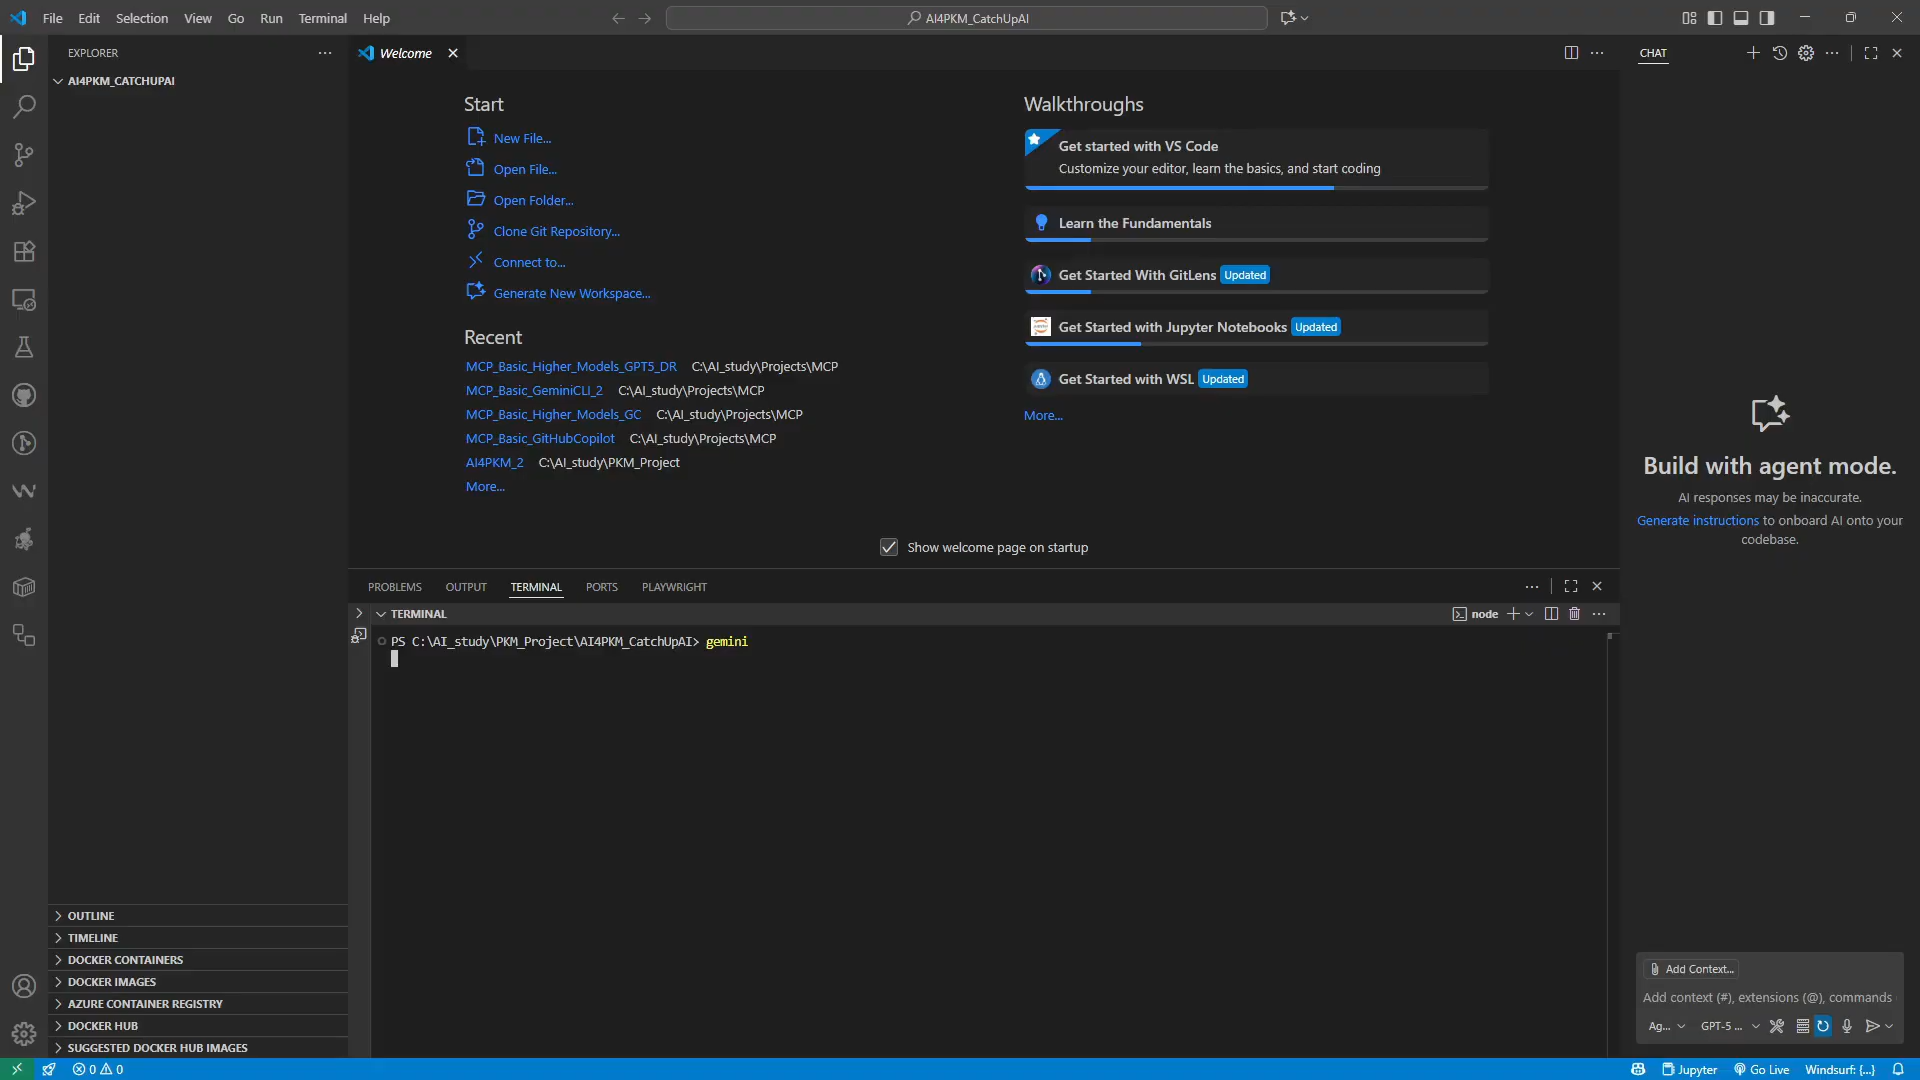 File Edit Selection View Go Run Terminal Help
AI4PKM_CatchUpAI
EXPLORER
AI4PKM_CATCHUPAI
OUTLINE
TIMELINE
DOCKER CONTAINERS
DOCKER IMAGES
AZURE CONTAINER REGISTRY
DOCKER HUB
SUGGESTED DOCKER HUB IMAGES
Welcome
Start
New File...
Open File...
Open Folder...
Clone Git Repository...
Connect to...
Generate New Workspace...
Recent
MCP_Basic_Higher_Models_GPT5_DR C:\AI_study\Projects\MCP
MCP_Basic_GeminiCLI_2 C:\AI_study\Projects\MCP
MCP_Basic_Higher_Models_GC C:\AI_study\Projects\MCP
MCP_Basic_GitHubCopilot C:\AI_study\Projects\MCP
AI4PKM_2 C:\AI_study\PKM_Project
More...
Walkthroughs
Get started with VS Code
Customize your editor, learn the basics, and start coding
Learn the Fundamentals
Get Started With GitLens Updated
Get Started with Jupyter Notebooks Updated
Get Started with WSL Updated
More...
Show welcome page on startup
PROBLEMS OUTPUT TERMINAL PORTS PLAYWRIGHT
TERMINAL
node
PS C:\AI_study\PKM_Project\AI4PKM_CatchUpAI> gemini
CHAT
Build with agent mode.
AI responses may be inaccurate.
Generate instructions to onboard AI onto your
codebase.
Add Context...
Add context (#), extensions (@), commands
Ag... GPT-5 ...
0 0
Jupyter Go Live Windsurf: {...}